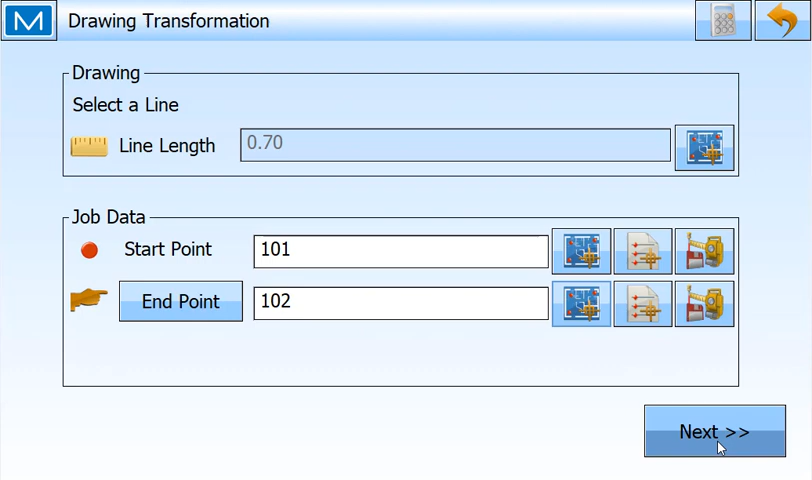 Drawing Transformation
Drawing
Select a Line
Line Length 0.70
Job Data
Start Point 101
End Point 102
Next >>